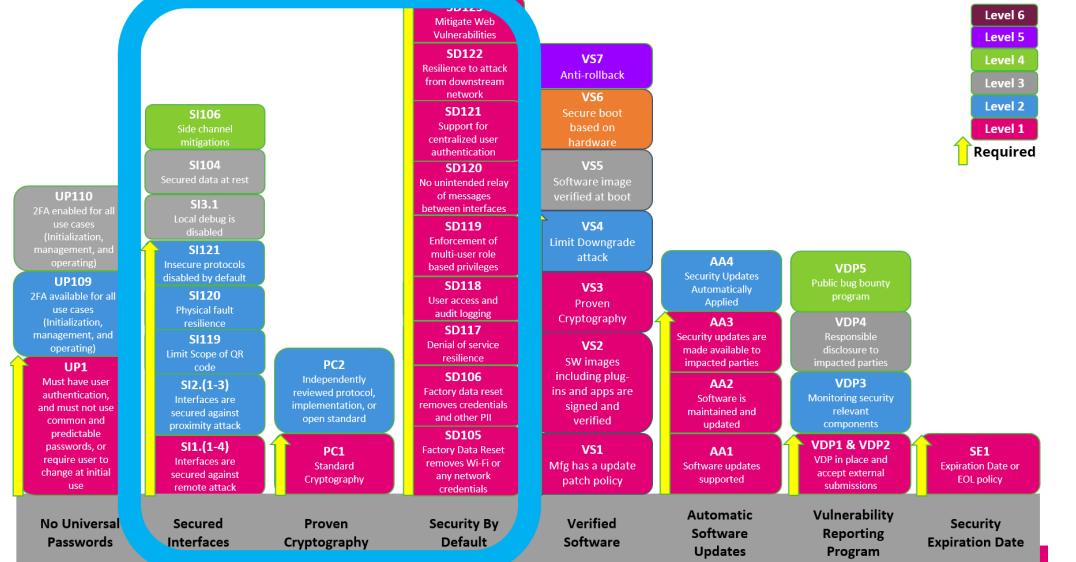 Level 6
Level 5
Level 4
Level 3
Level 2
Level 1
Required
UP110
2FA enabled for all
use cases
(Initialization,
management, and
operating)
UP109
2FA available for all
use cases
(Initialization,
management, and
operating)
UP1
Must have user
authentication,
and must not use
common and
predictable
passwords, or
require user to
change at initial
use
No Universal
Passwords
SI106
Side channel
mitigations
SI104
Secured data at rest
SI3.1
Local debug is
disabled
SI121
Insecure protocols
disabled by default
SI120
Physical fault
resilience
SI119
Limit Scope of QR
code
SI2.(1-3)
Interfaces are
secured against
proximity attack
SI1.(1-4)
Interfaces are
secured against
remote attack
Secured
Interfaces
PC2
Independently
reviewed protocol,
implementation, or
open standard
PC1
Standard
Cryptography
Proven
Cryptography
SD123
Mitigate Web
Vulnerabilities
SD122
Resilience to attack
from downstream
network
SD121
Support for
centralized user
authentication
SD120
No unintended relay
of messages
between interfaces
SD119
Enforcement of
multi-user role
based privileges
SD118
User access and
audit logging
SD117
Denial of service
resilience
SD106
Factory data reset
removes credentials
and other PII
SD105
Factory Data Reset
removes Wi-Fi or
any network
credentials
Security By
Default
VS7
Anti-rollback
VS6
Secure boot
based on
hardware
VS5
Software image
verified at boot
VS4
Limit Downgrade
attack
VS3
Proven
Cryptography
VS2
SW images
including plug-
ins and apps are
signed and
verified
VS1
Mfg has a update
patch policy
Verified
Software
AA4
Security Updates
Automatically
Applied
AA3
Security updates are
made available to
impacted parties
AA2
Software is
maintained and
updated
AA1
Software updates
supported
Automatic
Software
Updates
VDP5
Public bug bounty
program
VDP4
Responsible
disclosure to
impacted parties
VDP3
Monitoring security
relevant
components
VDP1 & VDP2
VDP in place and
accept external
submissions
Vulnerability
Reporting
Program
SE1
Expiration Date or
EOL policy
Security
Expiration Date